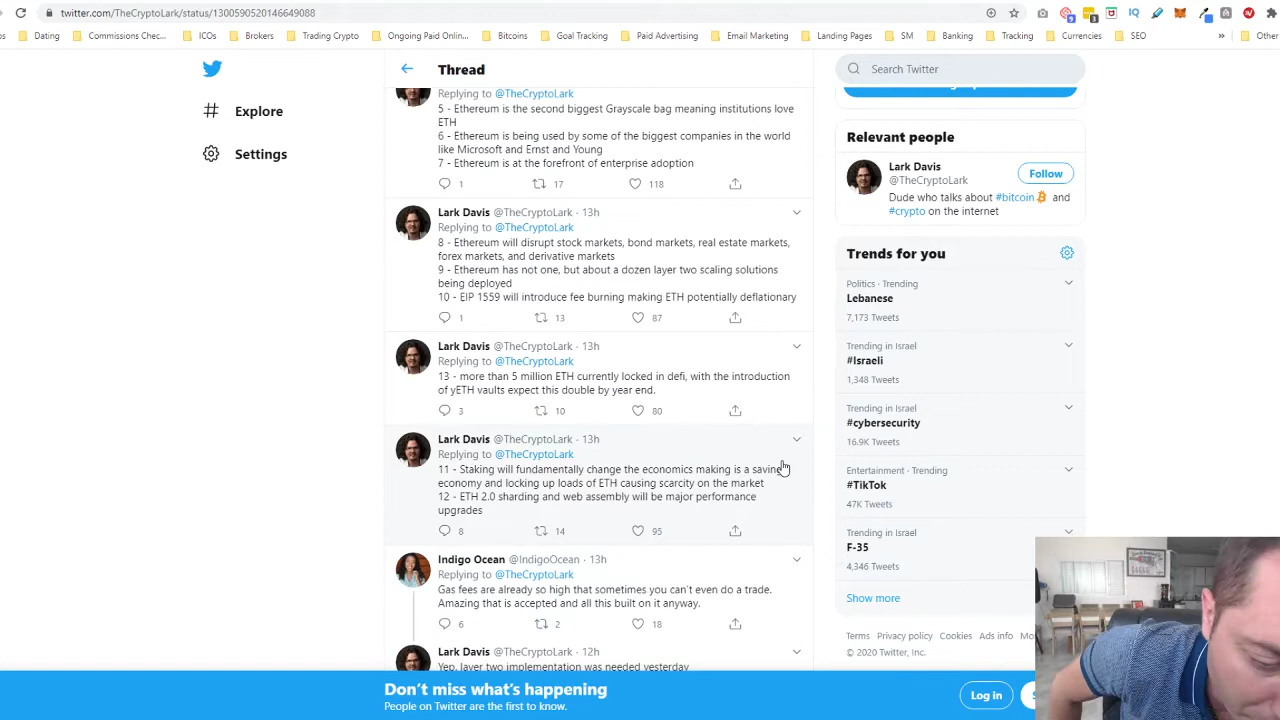 twitter.com/TheCryptoLark/status/1300590520146649088
Dating
Commissions Chec...
ICOs
Brokers
Trading Crypto
Ongoing Paid Onlin...
Bitcoins
Goal Tracking
Paid Advertising
Email Marketing
Landing Pages
SM
Banking
Tracking
Currencies
SEO
»
Other
Explore
Settings
Thread
Replying to @TheCryptoLark
5 - Ethereum is the second biggest Grayscale bag meaning institutions love
ETH
6 - Ethereum is being used by some of the biggest companies in the world
like Microsoft and Ernst and Young
7 - Ethereum is at the forefront of enterprise adoption
1 17 118
Lark Davis @TheCryptoLark · 13h
Replying to @TheCryptoLark
8 - Ethereum will disrupt stock markets, bond markets, real estate markets,
forex markets, and derivative markets
9 - Ethereum has not one, but about a dozen layer two scaling solutions
being deployed
10 - EIP 1559 will introduce fee burning making ETH potentially deflationary
1 13 87
Lark Davis @TheCryptoLark · 13h
Replying to @TheCryptoLark
13 - more than 5 million ETH currently locked in defi, with the introduction
of yETH vaults expect this double by year end.
3 10 80
Lark Davis @TheCryptoLark · 13h
Replying to @TheCryptoLark
11 - Staking will fundamentally change the economics making is a saving
economy and locking up loads of ETH causing scarcity on the market
12 - ETH 2.0 sharding and web assembly will be major performance
upgrades
8 14 95
Indigo Ocean @IndigoOcean · 13h
Replying to @TheCryptoLark
Gas fees are already so high that sometimes you can't even do a trade.
Amazing that is accepted and all this built on it anyway.
6 2 18
Lark Davis @TheCryptoLark · 12h
Yep, layer two implementation was needed yesterday
Search Twitter
Relevant people
Lark Davis
@TheCryptoLark
Follow
Dude who talks about #bitcoin and
#crypto on the internet
Trends for you
Politics · Trending
Lebanese
7,173 Tweets
Trending in Israel
#Israeli
1,348 Tweets
Trending in Israel
#cybersecurity
16.9K Tweets
Entertainment · Trending
#TikTok
47K Tweets
Trending in Israel
F-35
4,346 Tweets
Show more
Terms Privacy policy Cookies Ads info Mo
© 2020 Twitter, Inc.
Don't miss what's happening
People on Twitter are the first to know.
Log in